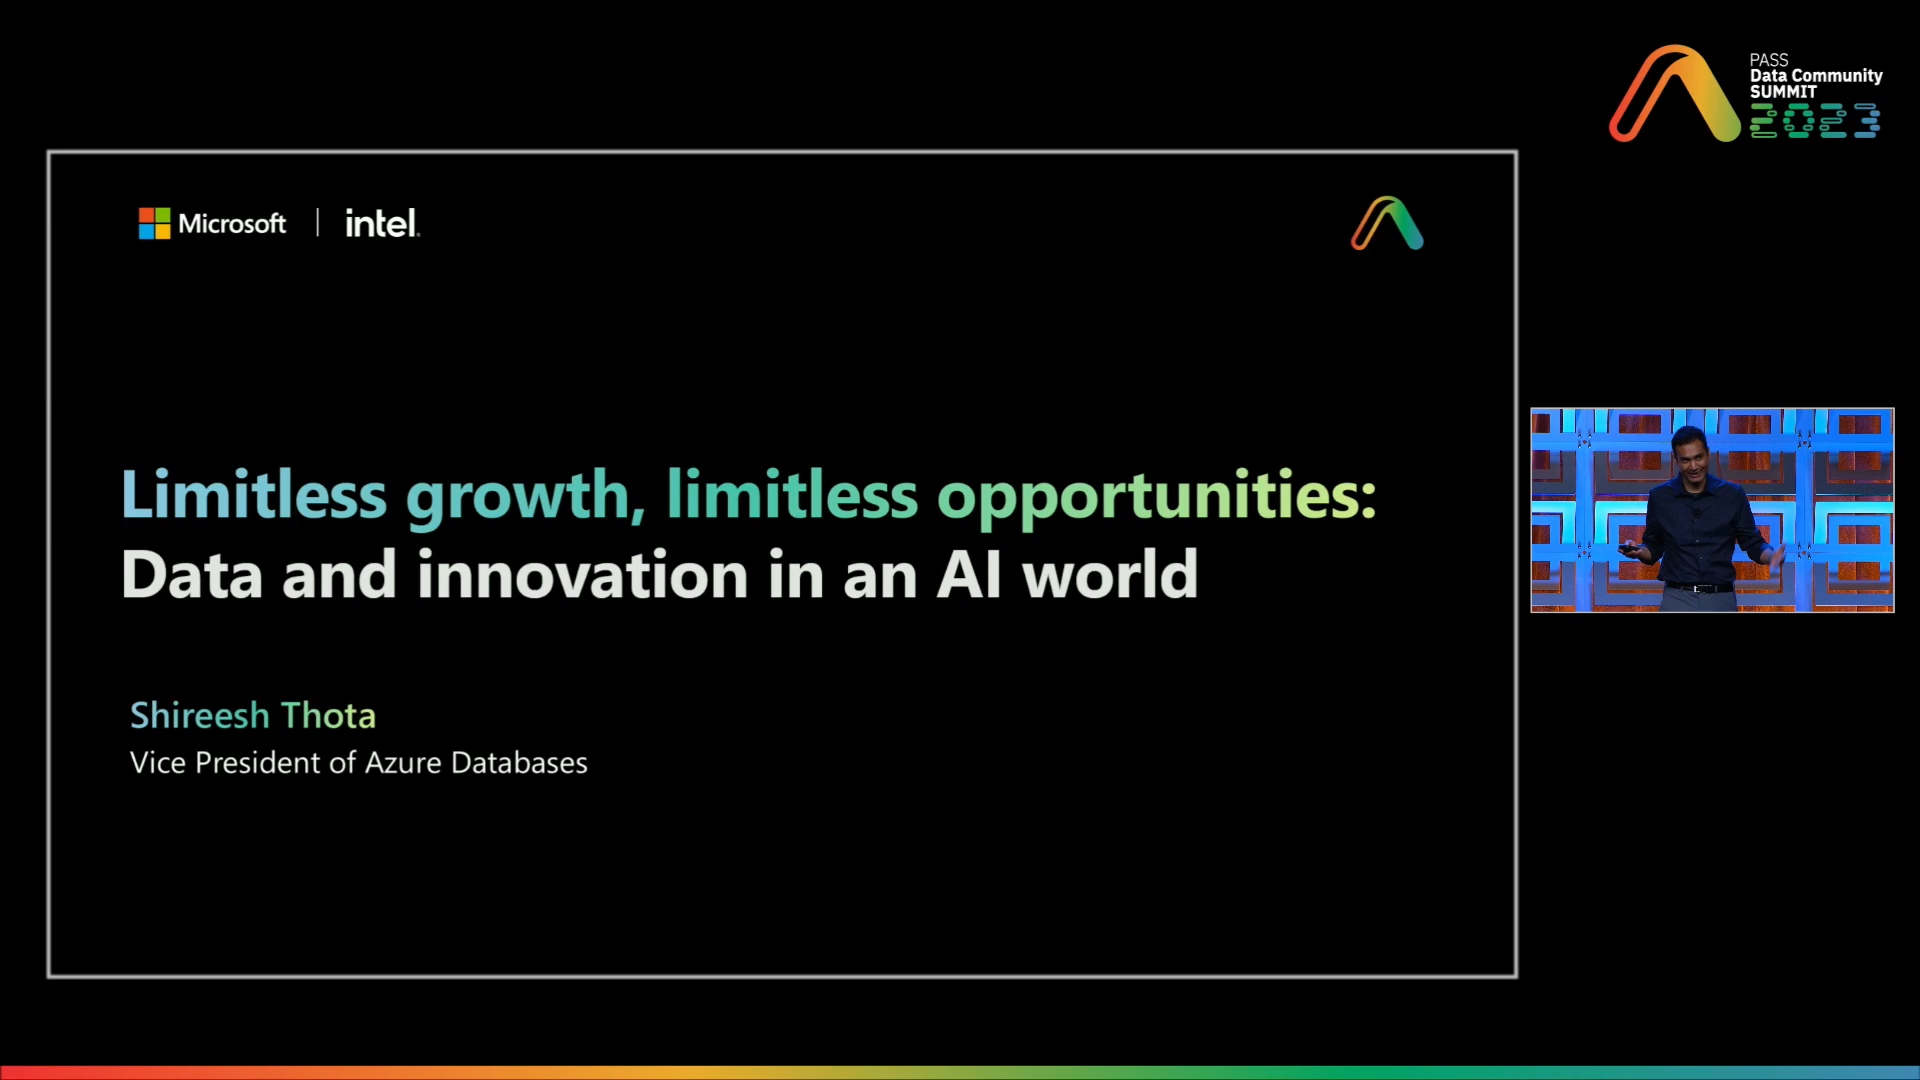 PASS
Data Community
SUMMIT
2023
Microsoft | intel.
Limitless growth, limitless opportunities:
Data and innovation in an AI world
Shireesh Thota
Vice President of Azure Databases